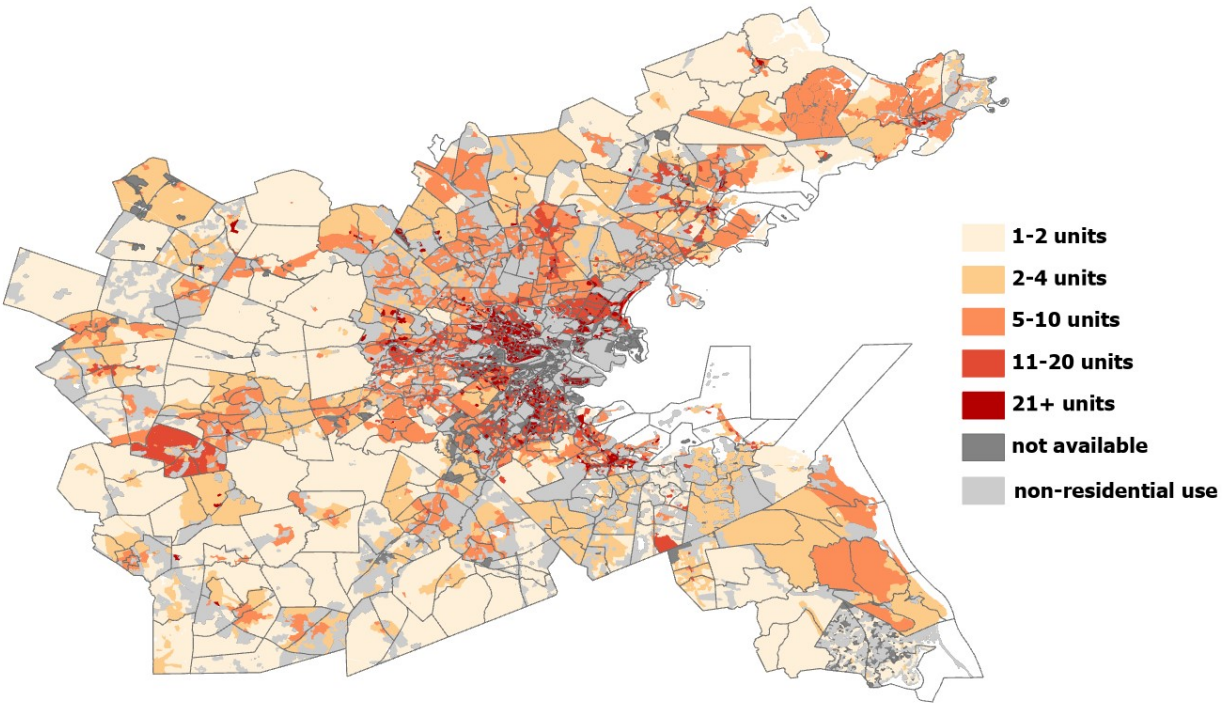 1-2 units
2-4 units
5-10 units
11-20 units
21+ units
not available
non-residential use